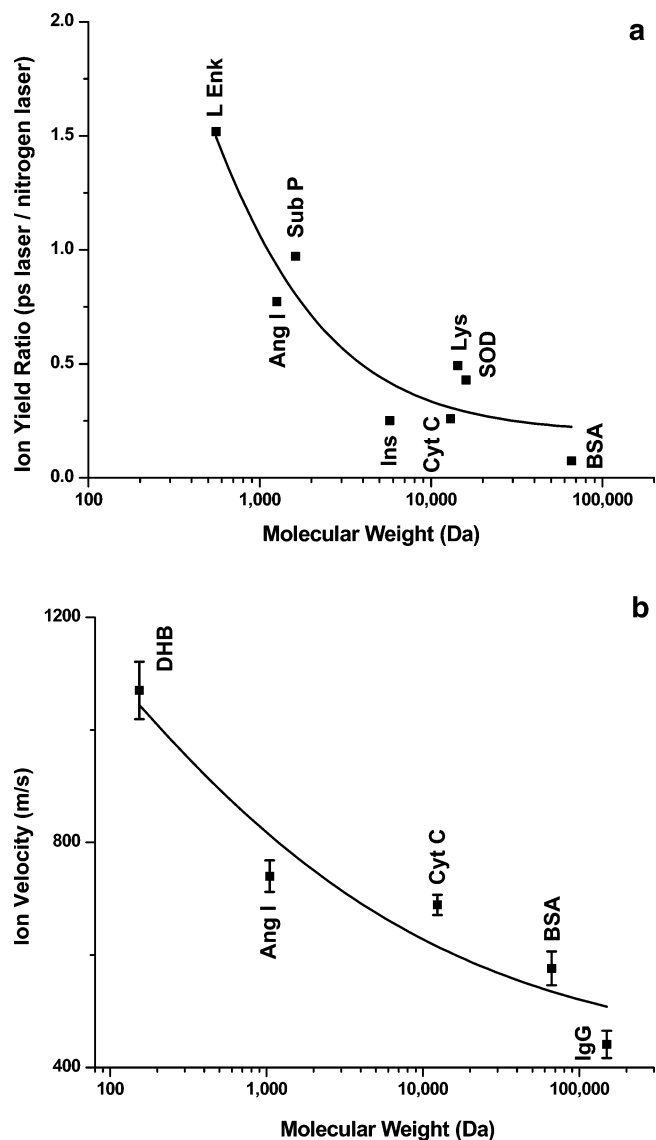 a
2.0
1.5
1.0
0.5
0.0
Ion Yield Ratio (ps laser / nitrogen laser)
L Enk
Sub P
Ang I
Ins
Cyt C
Lys
SOD
BSA
100
1,000
10,000
100,000
Molecular Weight (Da)
b
1200
800
400
Ion Velocity (m/s)
DHB
Ang I
Cyt C
BSA
IgG
100
1,000
10,000
100,000
Molecular Weight (Da)